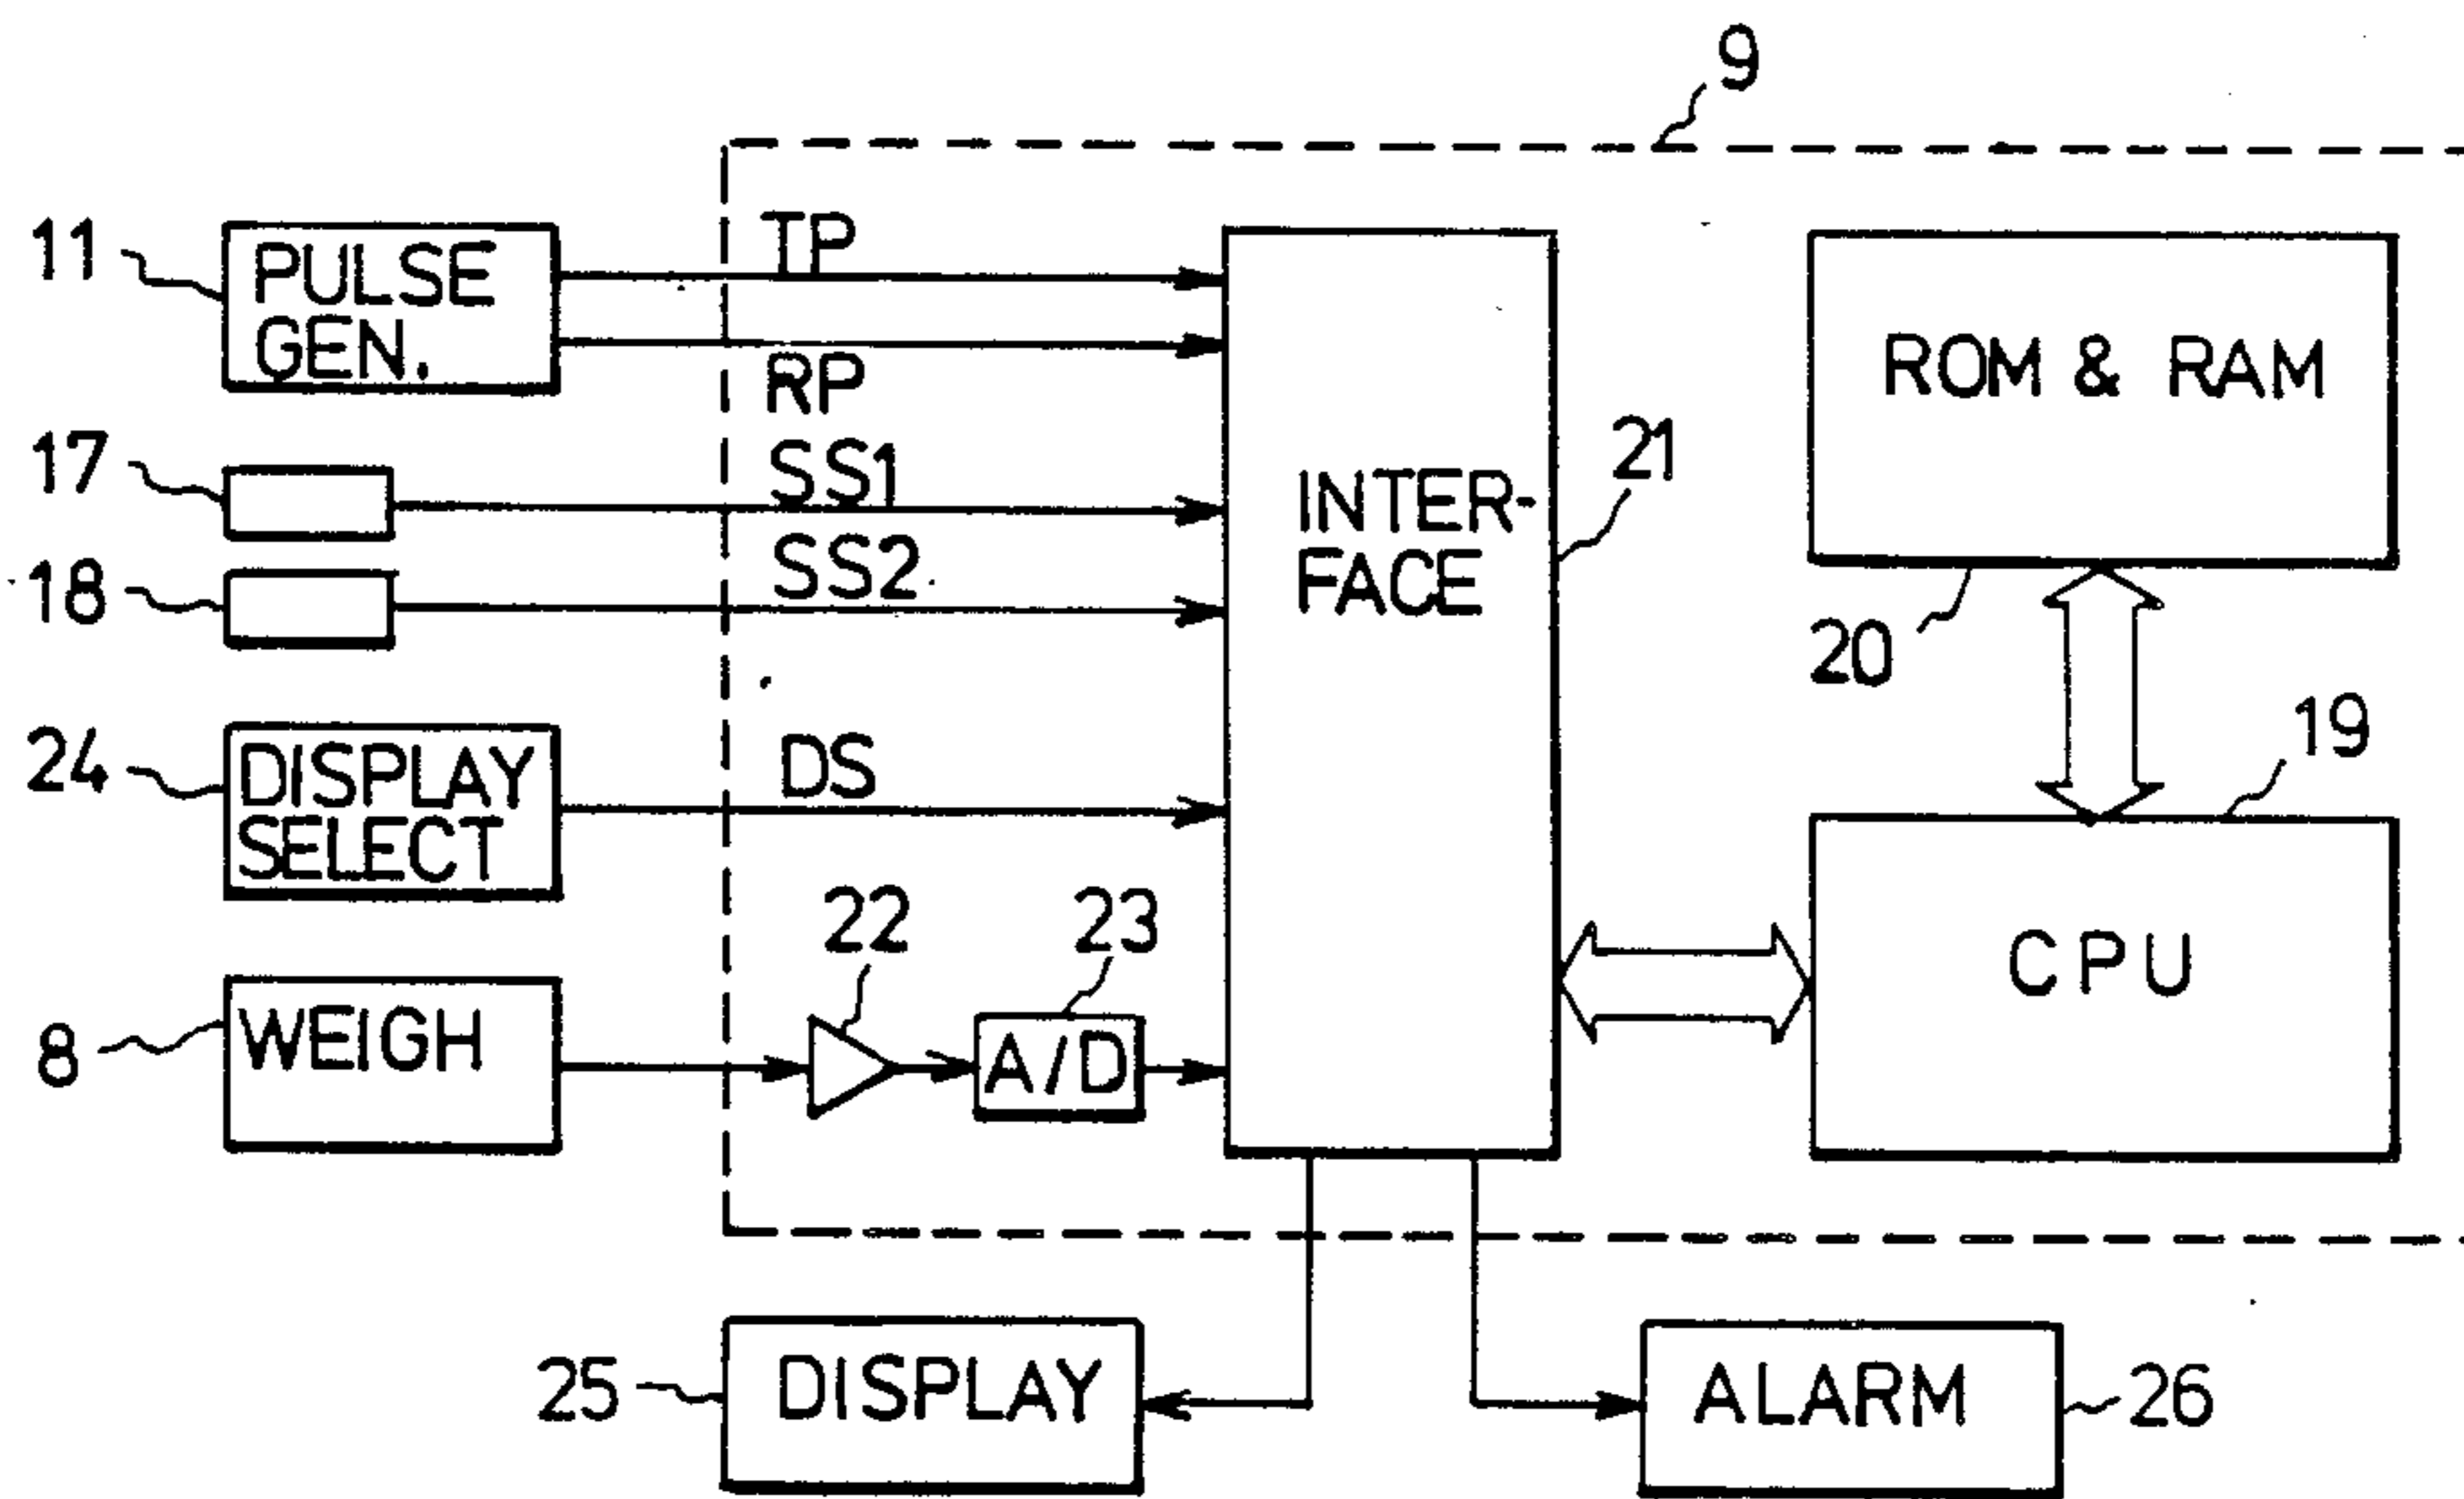 9
11
PULSE
GEN.
TP
RP
17
SS1
18
SS2
INTER-
FACE
21
ROM & RAM
20
24
DISPLAY
SELECT
DS
19
CPU
8
WEIGH
22
23
A/D
25
DISPLAY
ALARM
26